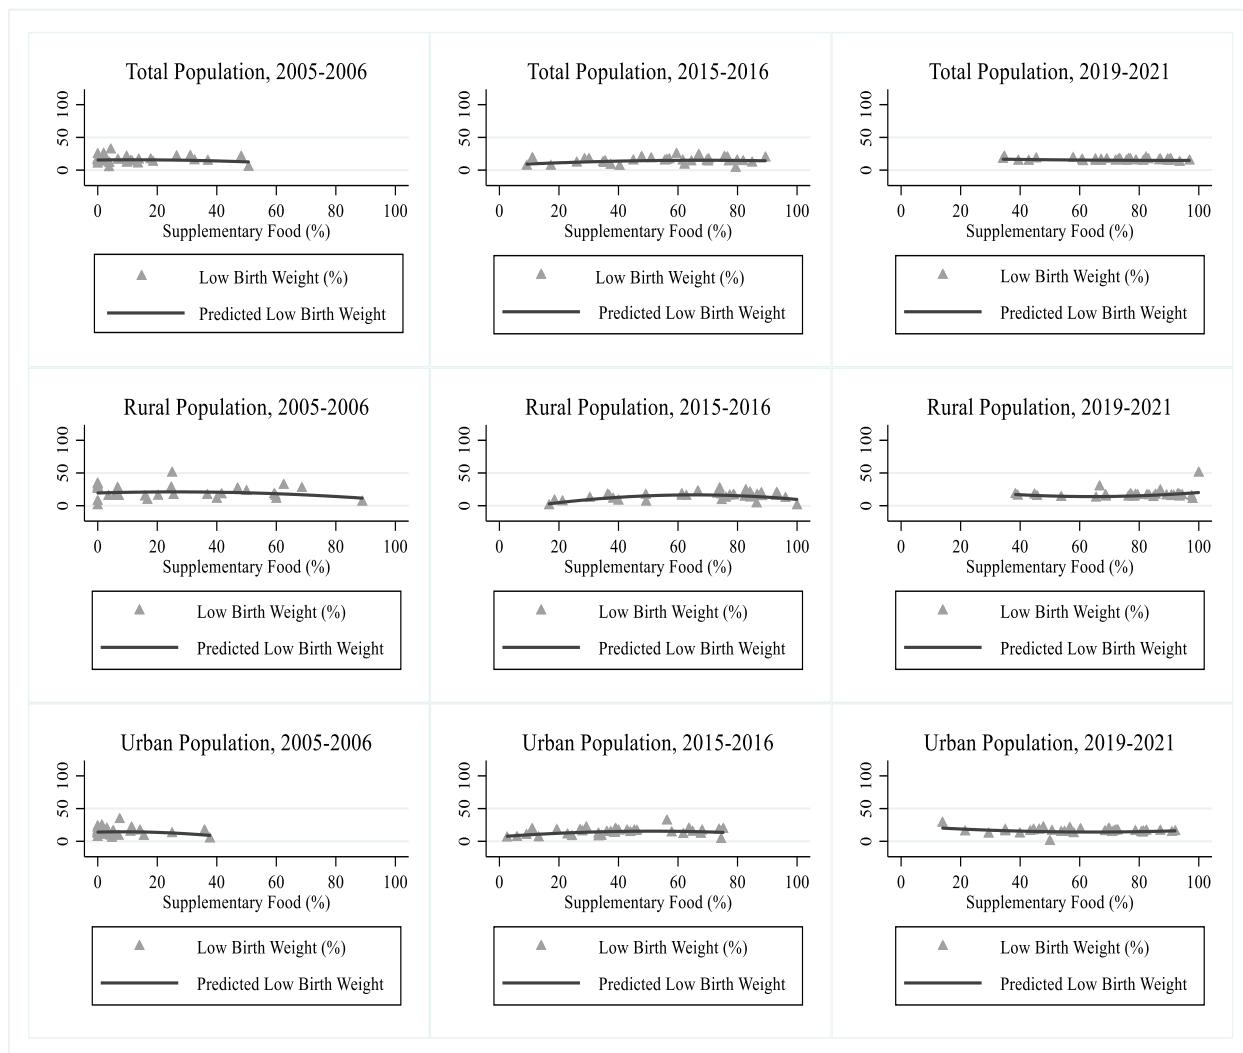 Total Population, 2005-2006
0 50 100
0 20 40 60 80 100
Supplementary Food (%)
Low Birth Weight (%)
Predicted Low Birth Weight
Total Population, 2015-2016
0 50 100
0 20 40 60 80 100
Supplementary Food (%)
Low Birth Weight (%)
Predicted Low Birth Weight
Total Population, 2019-2021
0 50 100
0 20 40 60 80 100
Supplementary Food (%)
Low Birth Weight (%)
Predicted Low Birth Weight
Rural Population, 2005-2006
0 50 100
0 20 40 60 80 100
Supplementary Food (%)
Low Birth Weight (%)
Predicted Low Birth Weight
Rural Population, 2015-2016
0 50 100
0 20 40 60 80 100
Supplementary Food (%)
Low Birth Weight (%)
Predicted Low Birth Weight
Rural Population, 2019-2021
0 50 100
0 20 40 60 80 100
Supplementary Food (%)
Low Birth Weight (%)
Predicted Low Birth Weight
Urban Population, 2005-2006
0 50 100
0 20 40 60 80 100
Supplementary Food (%)
Low Birth Weight (%)
Predicted Low Birth Weight
Urban Population, 2015-2016
0 50 100
0 20 40 60 80 100
Supplementary Food (%)
Low Birth Weight (%)
Predicted Low Birth Weight
Urban Population, 2019-2021
0 50 100
0 20 40 60 80 100
Supplementary Food (%)
Low Birth Weight (%)
Predicted Low Birth Weight